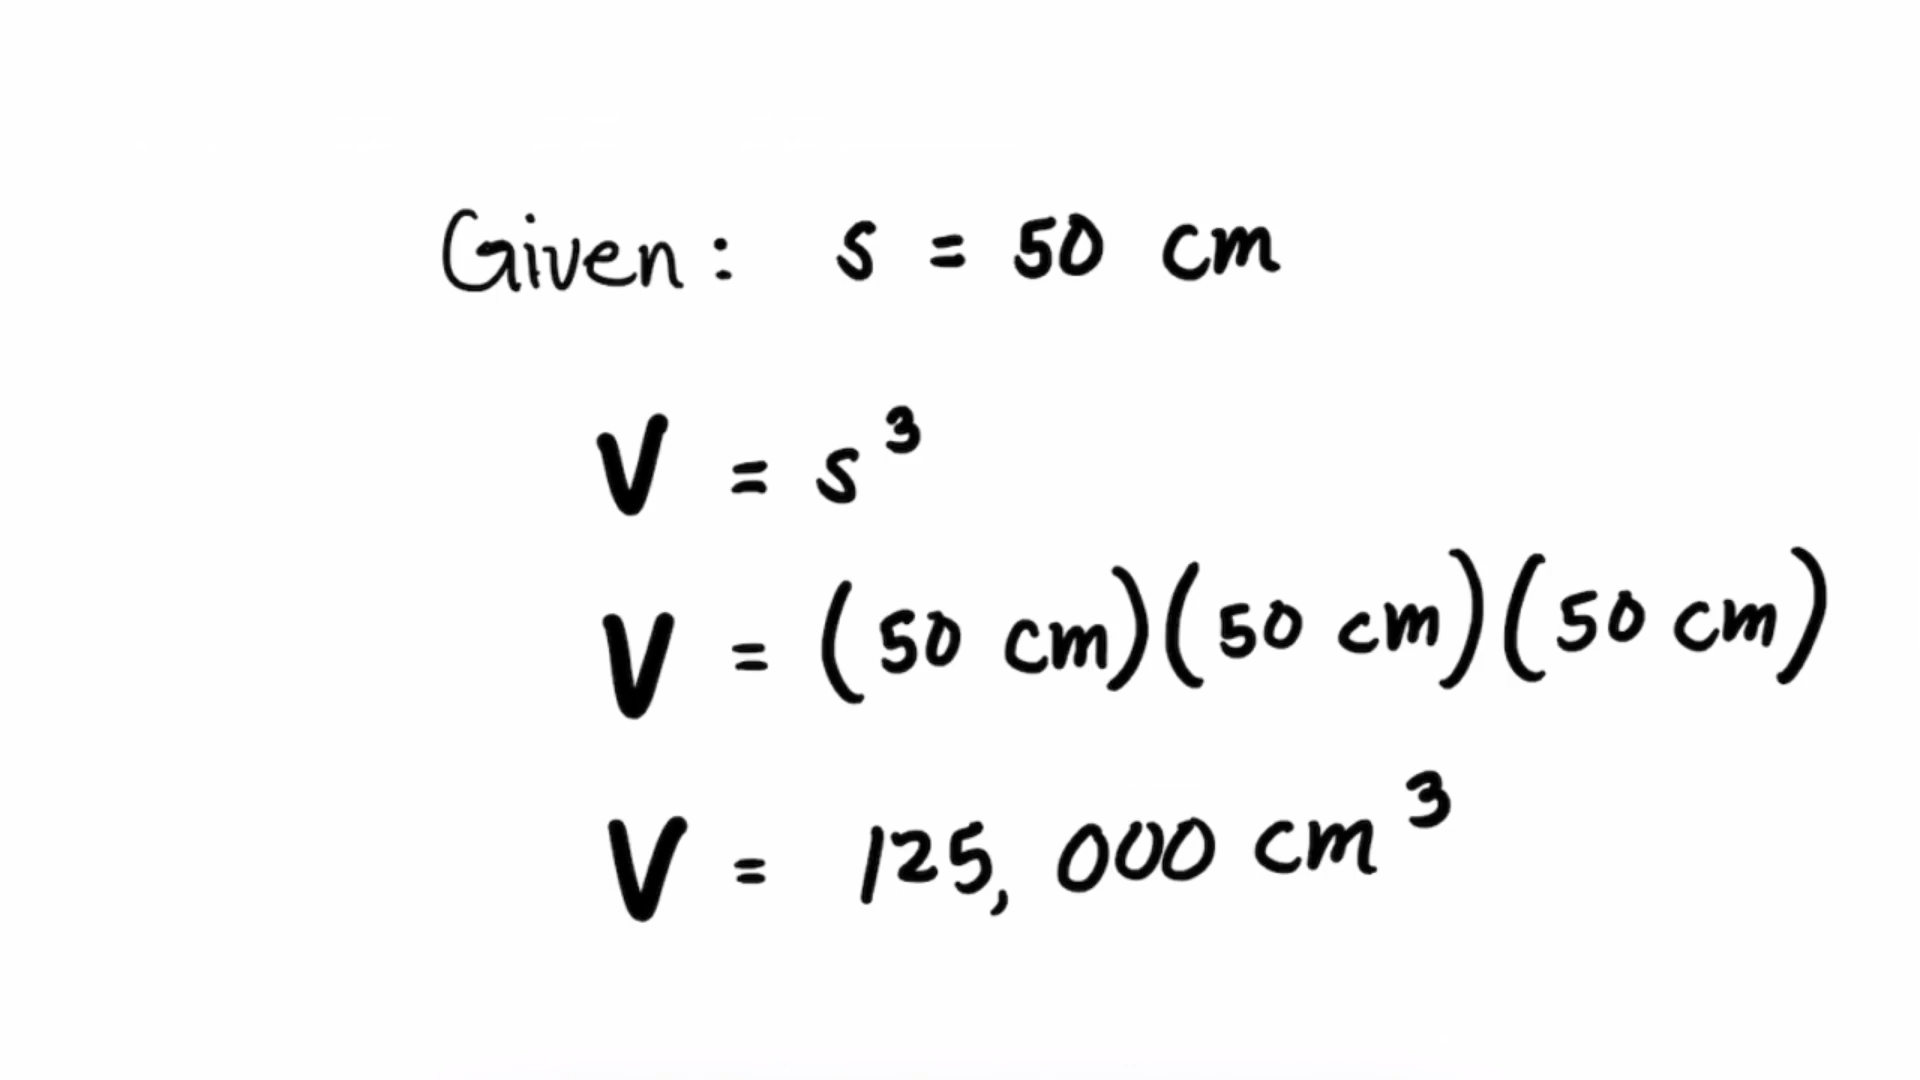 Given: s = 50 cm
V = s³
V = (50 cm)(50 cm)(50 cm)
V = 125,000 cm³